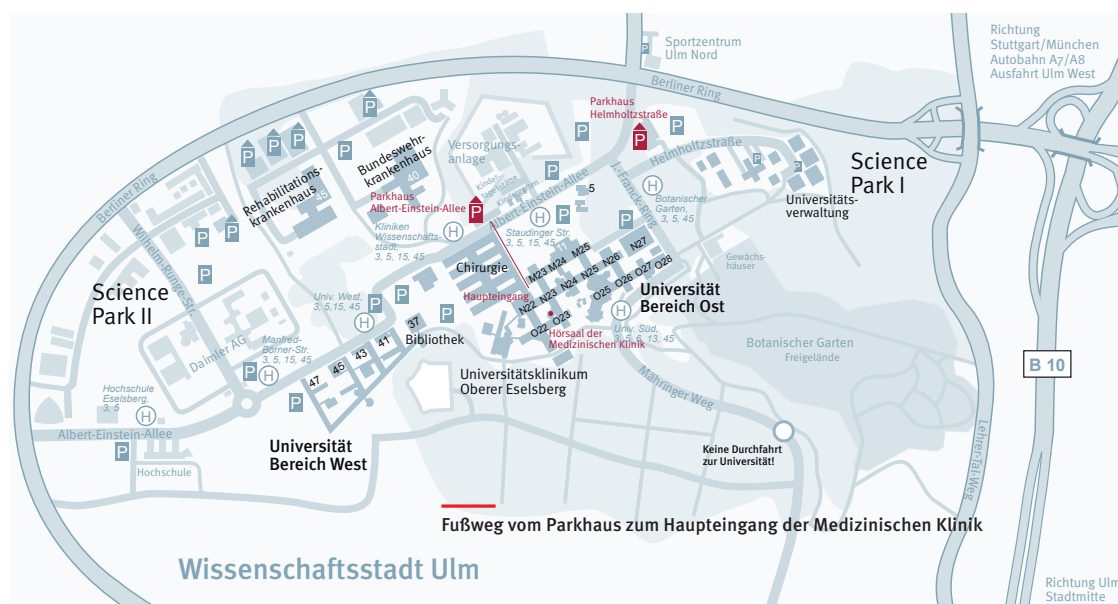 Richtung
Stuttgart/München
Autobahn A7/A8
Ausfahrt Ulm West
Sportzentrum
Ulm Nord
P
Berliner Ring
Parkhaus
Helmholtzstraße
P
P
P
P
Versorgungs-
anlage
Bundeswehr-
krankenhaus
40
P
P
P
P
P
Helmholtzstraße
P
P
Science
Park I
Universitäts-
verwaltung
J.-Franck-Ring
H
Botanischer
Garten,
3, 5, 45
Rehabilitations-
krankenhaus
45
Berliner Ring
Wilhelm-Runge-Str.
P
P
P
Parkhaus
Albert-Einstein-Allee
P
Albert-Einstein-Allee
P
5
P
H
Staudinger Str.
3, 5, 15, 45
H
Kliniken
Wissenschafts-
stadt,
3, 5, 15, 45
Gewächs-
häuser
M23
M24
M25
N22
N23
N24
N25
N26
N27
O22
O23
O25
O26
O27
O28
Chirurgie
Haupteingang
Universität
Bereich Ost
Science
Park II
Univ. West,
3, 5,15, 45
H
P
P
P
37
Bibliothek
Hörsaal der
Medizinischen Klinik
H
Univ. Süd,
3, 5, 6, 13, 45
Botanischer Garten
Freigelände
Daimler AG
Manfred-
Börner-Str.
3, 5, 15, 45
P
H
41
43
45
47
P
Universitätsklinikum
Oberer Eselsberg
B 10
Hochschule
Eselsberg,
3, 5
H
Albert-Einstein-Allee
P
Hochschule
Universität
Bereich West
Mähringer Weg
Keine Durchfahrt
zur Universität!
Lehrer-Tal-Weg
Fußweg vom Parkhaus zum Haupteingang der Medizinischen Klinik
Wissenschaftsstadt Ulm
Richtung Ulm
Stadtmitte